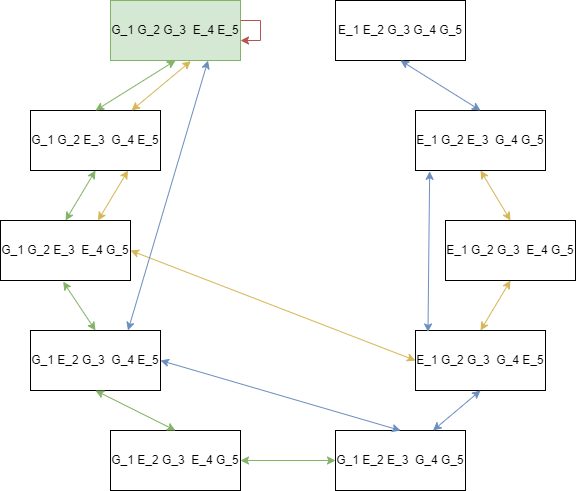 G_1 G_2 G_3 E_4 E_5
E_1 E_2 G_3 G_4 G_5
G_1 G_2 E_3 G_4 E_5
E_1 G_2 E_3 G_4 G_5
G_1 G_2 E_3 E_4 G_5
E_1 G_2 G_3 E_4 G_5
G_1 E_2 G_3 G_4 E_5
E_1 G_2 G_3 G_4 E_5
G_1 E_2 G_3 E_4 G_5
G_1 E_2 E_3 G_4 G_5